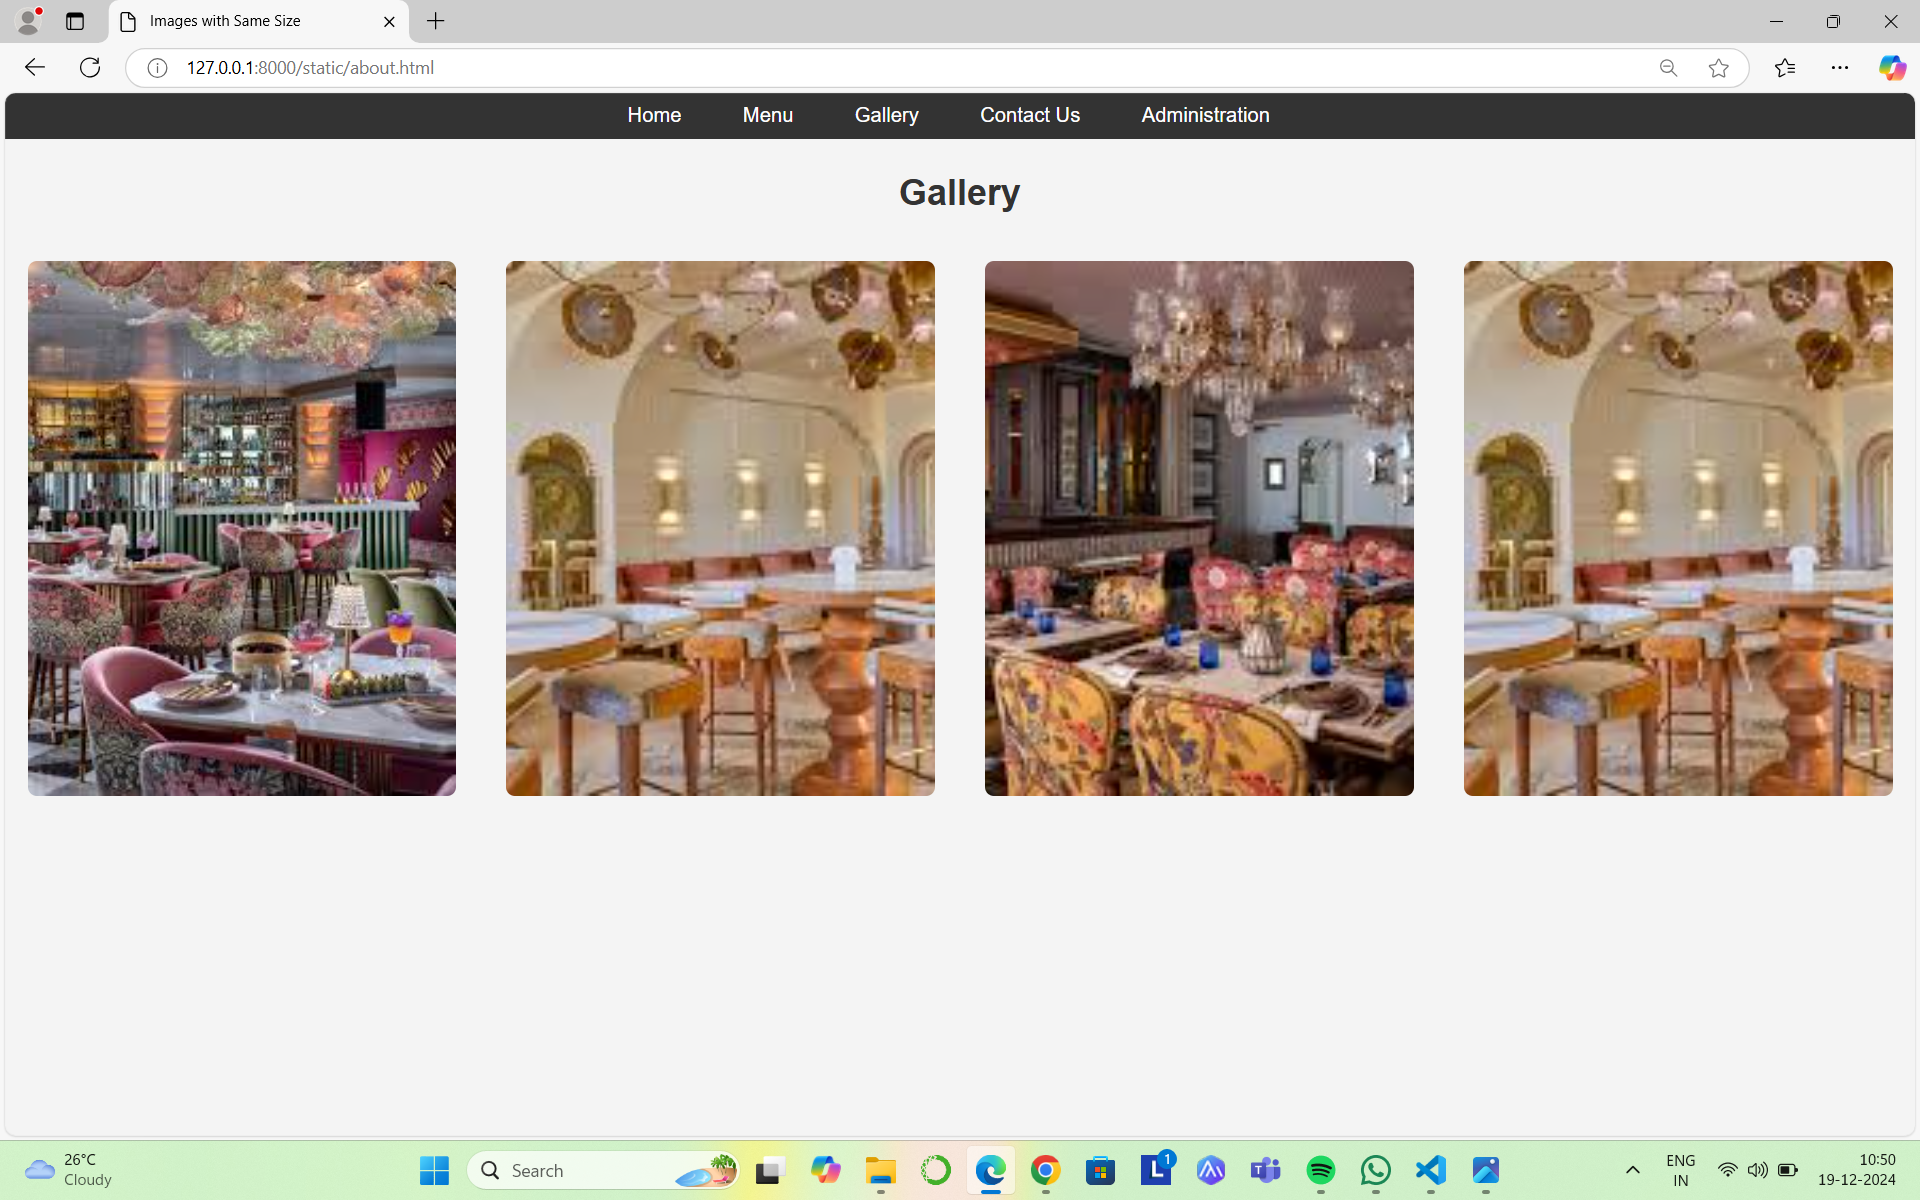 Images with Same Size
127.0.0.1:8000/static/about.html
Home Menu Gallery Contact Us Administration
Gallery
26°C
Cloudy
Search
1
ENG
IN
10:50
19-12-2024